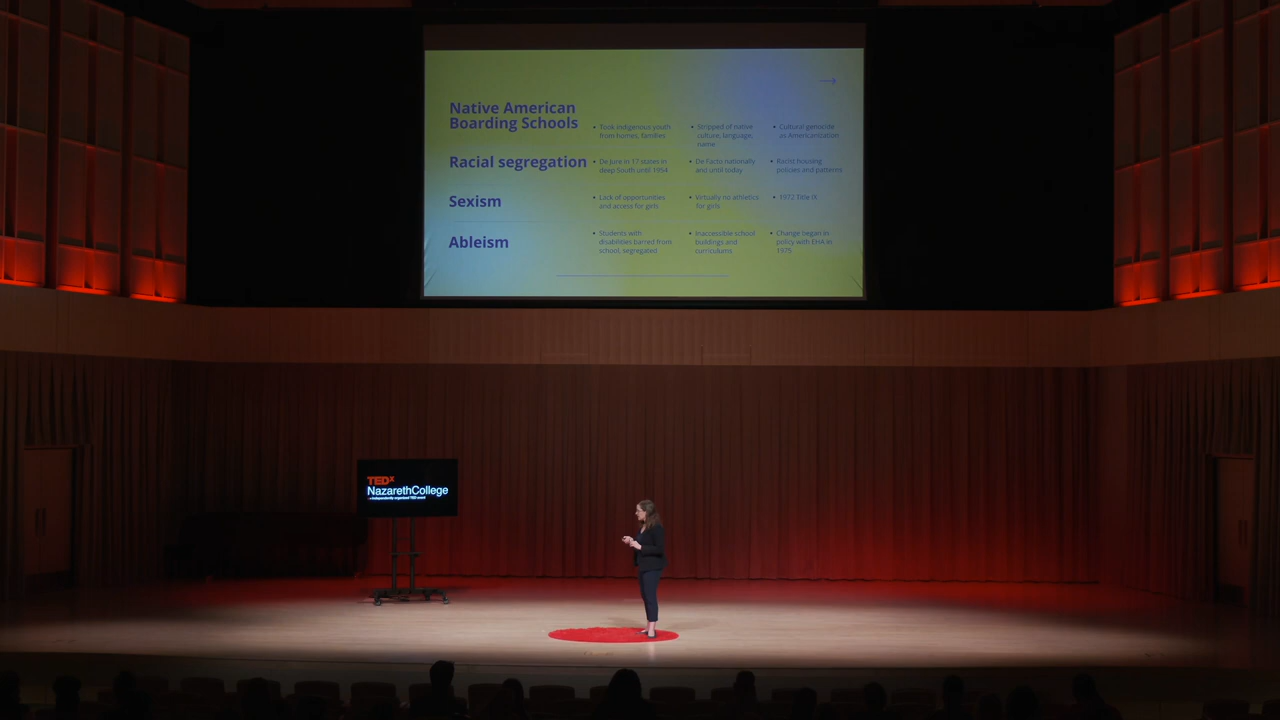 Native American
Boarding Schools
• Took indigenous youth
from homes, families
• Stripped of native
culture, language,
name
• Cultural genocide
as Americanization
Racial segregation
• De jure in 17 states in
deep South until 1954
• De Facto nationally
and until today
• Racist housing
policies and patterns
Sexism
• Lack of opportunities
and access for girls
• Virtually no athletics
for girls
• 1972 Title IX
Ableism
• Students with
disabilities barred from
school, segregated
• Inaccessible school
buildings and
curriculums
• Change began in
policy with EHA in
1975
TEDx
NazarethCollege
x=independently organized TED event